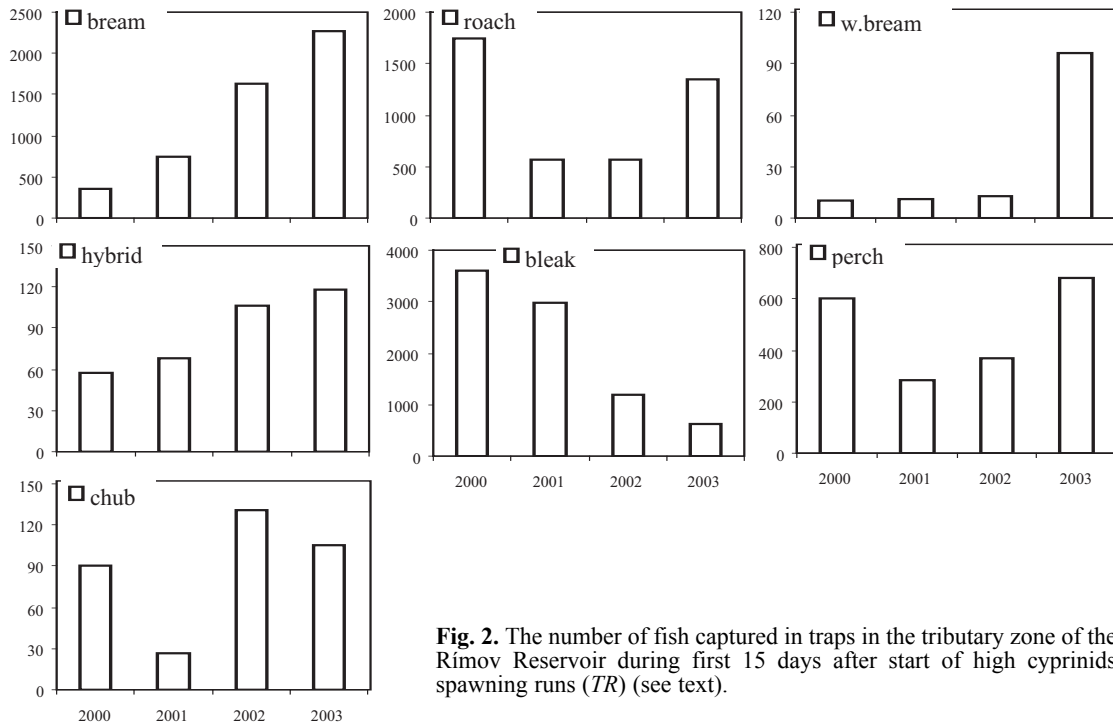 bream
2500
2000
1500
1000
500
0
roach
2000
1500
1000
500
0
w.bream
120
90
60
30
0
hybrid
150
120
90
60
30
0
bleak
4000
3000
2000
1000
0
2000 2001 2002 2003
perch
800
600
400
200
0
2000 2001 2002 2003
chub
150
120
90
60
30
0
2000 2001 2002 2003
Fig. 2. The number of fish captured in traps in the tributary zone of the
Rímov Reservoir during first 15 days after start of high cyprinids
spawning runs (TR) (see text).